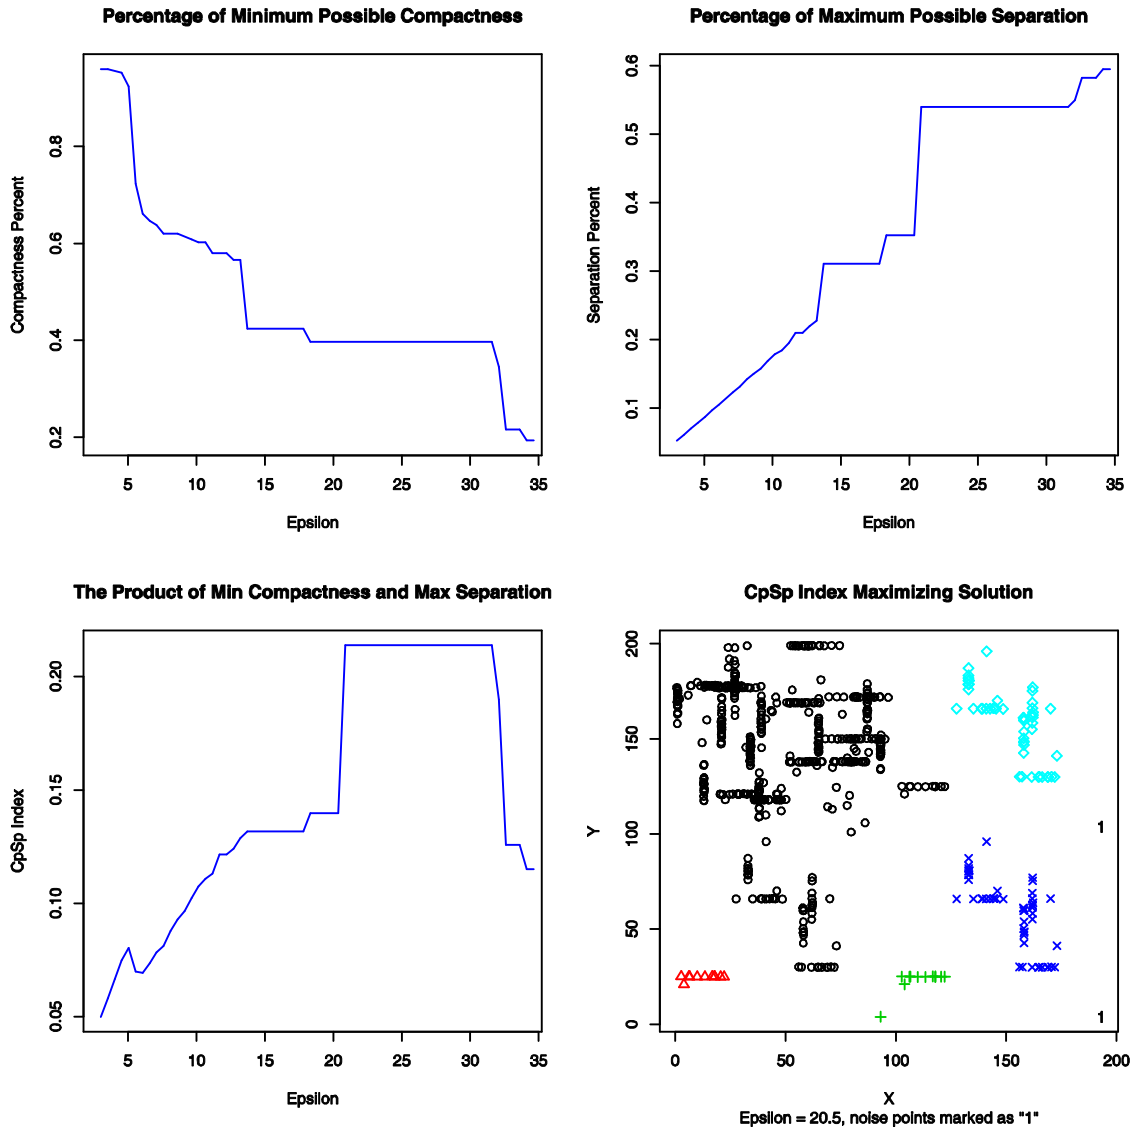 Percentage of Minimum Possible Compactness
Compactness Percent
0.2 0.4 0.6 0.8
5 10 15 20 25 30 35
Epsilon
Percentage of Maximum Possible Separation
Separation Percent
0.1 0.2 0.3 0.4 0.5 0.6
5 10 15 20 25 30 35
Epsilon
The Product of Min Compactness and Max Separation
CpSp Index
0.05 0.10 0.15 0.20
5 10 15 20 25 30 35
Epsilon
CpSp Index Maximizing Solution
Y
0 50 100 150 200
1
1
0 50 100 150 200
X
Epsilon = 20.5, noise points marked as "1"